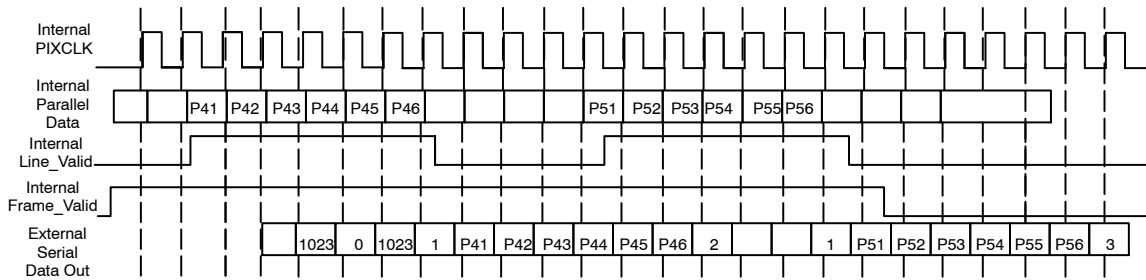 Internal
PIXCLK
Internal
Parallel
Data
P41 P42 P43 P44 P45 P46 P51 P52 P53 P54 P55 P56
Internal
Line_Valid
Internal
Frame_Valid
External
Serial
Data Out
1023 0 1023 1 P41 P42 P43 P44 P45 P46 2 1 P51 P52 P53 P54 P55 P56 3